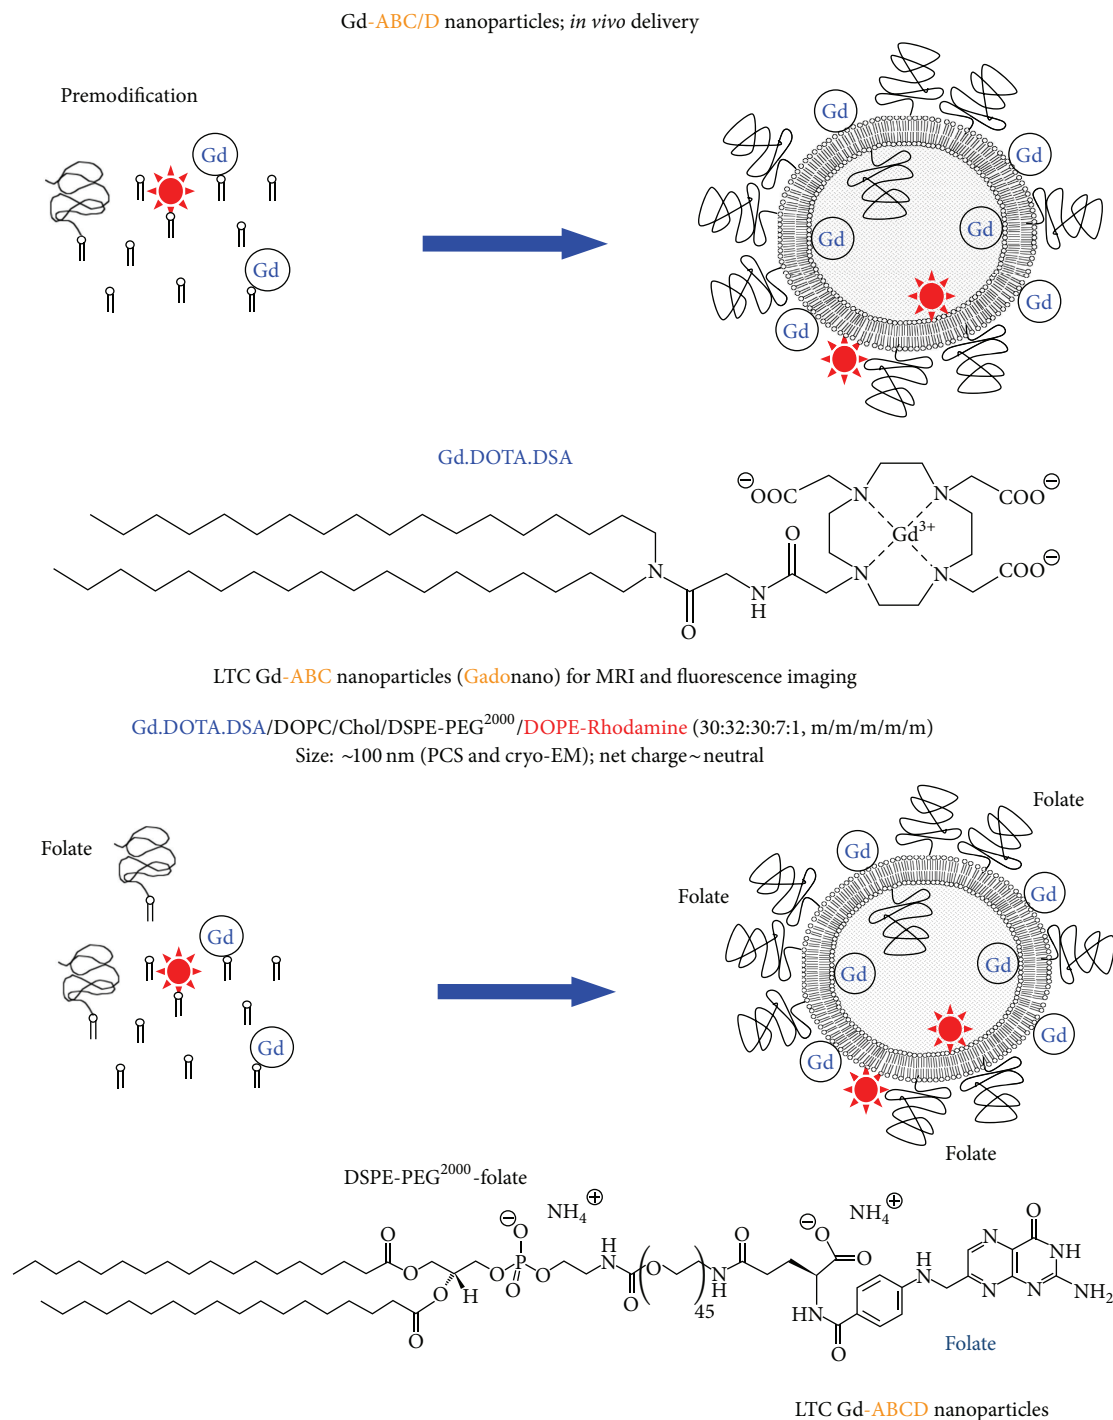 Gd-ABC/D nanoparticles; in vivo delivery
Premodification
Gd
Gd
Gd
Gd
Gd
Gd
Gd
Gd
Gd.DOTA.DSA
⊖OOC
N
N
COO⊖
Gd³⁺
O
O
N
N
N
COO⊖
N
H
O
LTC Gd-ABC nanoparticles (Gadonano) for MRI and fluorescence imaging
Gd.DOTA.DSA/DOPC/Chol/DSPE-PEG²⁰⁰⁰/DOPE-Rhodamine (30:32:30:7:1, m/m/m/m/m)
Size: ~100 nm (PCS and cryo-EM); net charge~neutral
Folate
Folate
Folate
Gd
Gd
Gd
Gd
Gd
Gd
Gd
Gd
Folate
DSPE-PEG²⁰⁰⁰-folate
⊖
NH₄⊕
⊖
NH₄⊕
O
O
O
O
O
H
N
O
O
N
NH
O
O
P
O
O
O
N
H
O
H
N
N
N
NH₂
O
H
O
45
HN
O
O
Folate
LTC Gd-ABCD nanoparticles